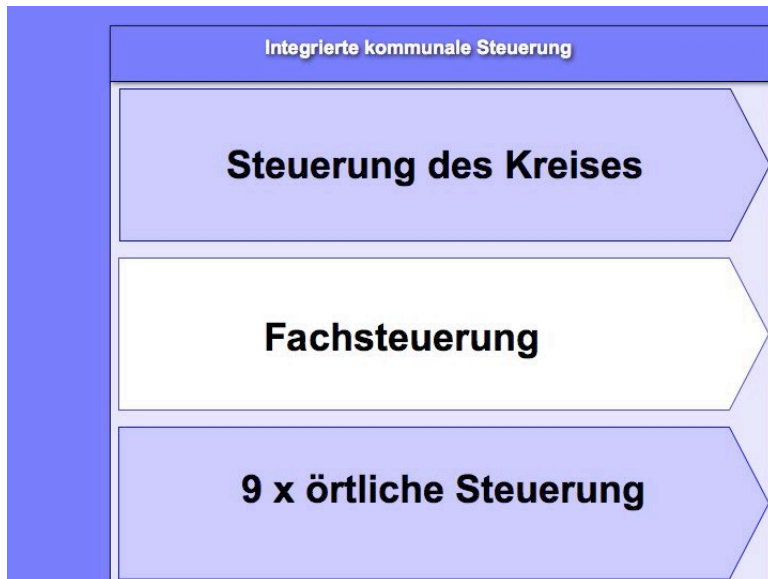 Integrierte kommunale Steuerung
Steuerung des Kreises
Fachsteuerung
9 x örtliche Steuerung